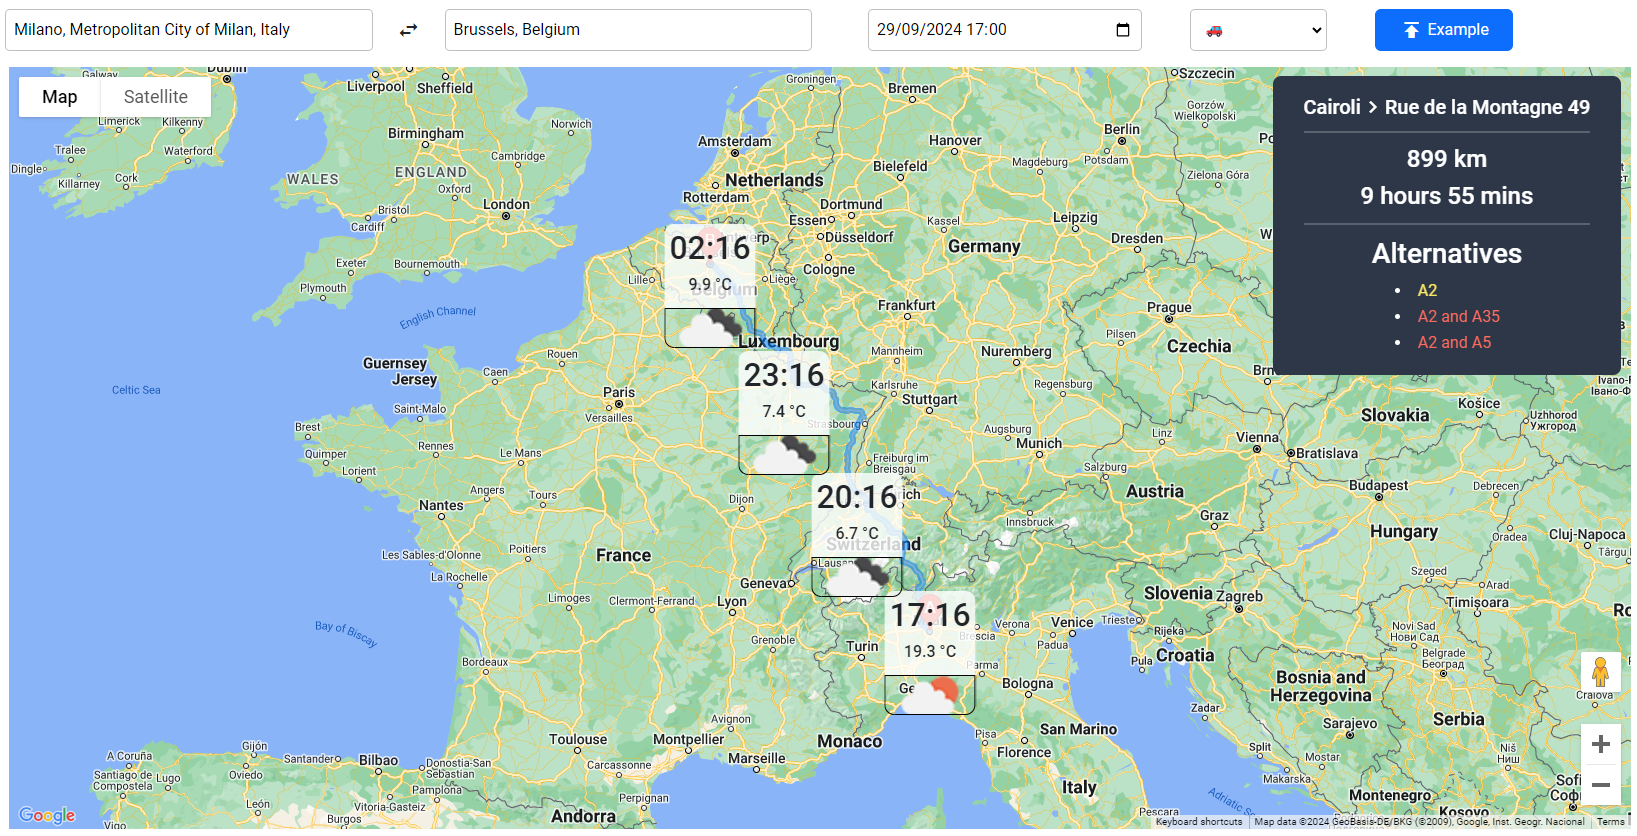 Milano, Metropolitan City of Milan, Italy
Brussels, Belgium
29/09/2024 17:00
Example
Map
Satellite
Cairoli > Rue de la Montagne 49
899 km
9 hours 55 mins
Alternatives
A2
A2 and A35
A2 and A5
Dublin
Galway
Limerick
Kilkenny
Tralee
Waterford
Dingle
Killarney
Cork
Liverpool
Sheffield
Norwich
Birmingham
Cambridge
WALES
ENGLAND
Oxford
London
Bristol
Cardiff
Exeter
Bournemouth
Plymouth
English Channel
Celtic Sea
Guernsey
Jersey
Groningen
Bremen
Szczecin
Gorzów
Wielkopolski
Amsterdam
Hanover
Berlin
Potsdam
Magdeburg
Bielefeld
Netherlands
Rotterdam
Zielona Góra
Dortmund
Essen
Kassel
Leipzig
Düsseldorf
Germany
Dresden
Cologne
Lille
Liège
Belgium
02:16
9.9 °C
Frankfurt
Prague
Pilsen
Czechia
Luxembourg
Mannheim
Nuremberg
Rouen
Caen
Paris
Versailles
Saint-Malo
23:16
7.4 °C
Karlsruhe
Stuttgart
Regensburg
Strasbourg
Brest
Quimper
Rennes
Le Mans
Lorient
Augsburg
Munich
Linz
Vienna
Bratislava
Slovakia
Košice
Uzhhorod
Ужгород
Freiburg im
Breisgau
Salzburg
20:16
6.7 °C
Switzerland
Nantes
Angers
Tours
Dijon
Innsbruck
Austria
Graz
Budapest
Debrecen
Hungary
Oradea
Cluj-Napoca
Târgu
Les Sables-d'Olonne
Poitiers
France
La Rochelle
Geneva
Szeged
Arad
Timișoara
Limoges
Clermont-Ferrand
Lyon
Slovenia
Zagreb
17:16
19.3 °C
Bay of Biscay
Grenoble
Turin
Brescia
Verona
Venice
Padua
Trieste
Rijeka
Pula
Croatia
Novi Sad
Нови Сад
Belgrade
Београд
Bordeaux
Parma
Bologna
Bosnia and
Herzegovina
Craiova
Zadar
Sarajevo
Serbia
Avignon
Monaco
Pisa
San Marino
Florence
Toulouse
Montpellier
Marseille
Split
Mostar
Niš
Ниш
Makarska
A Coruña
Gijón
Santander
Bilbao
Donostia-San
Sebastián
Carcassonne
Santiago de
Compostela
Lugo
Oviedo
Pamplona
Vitoria-Gasteiz
Perpignan
Italy
León
Burgos
Andorra
Vigo
Pescara
Montenegro
Kosovo
Google
Keyboard shortcuts
Map data ©2024 GeoBasis-DE/BKG (©2009), Google, Inst. Geogr. Nacional
Terms